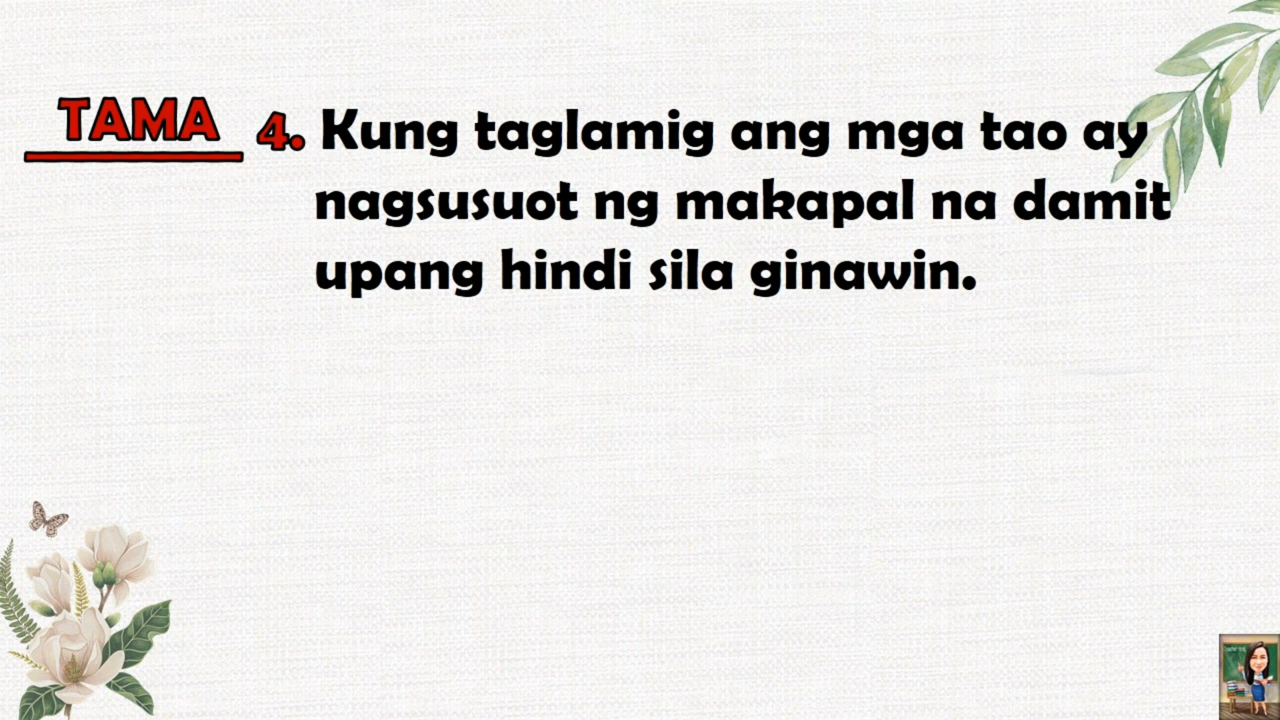 TAMA 4. Kung taglamig ang mga tao ay
nagsusuot ng makapal na damit
upang hindi sila ginawin.